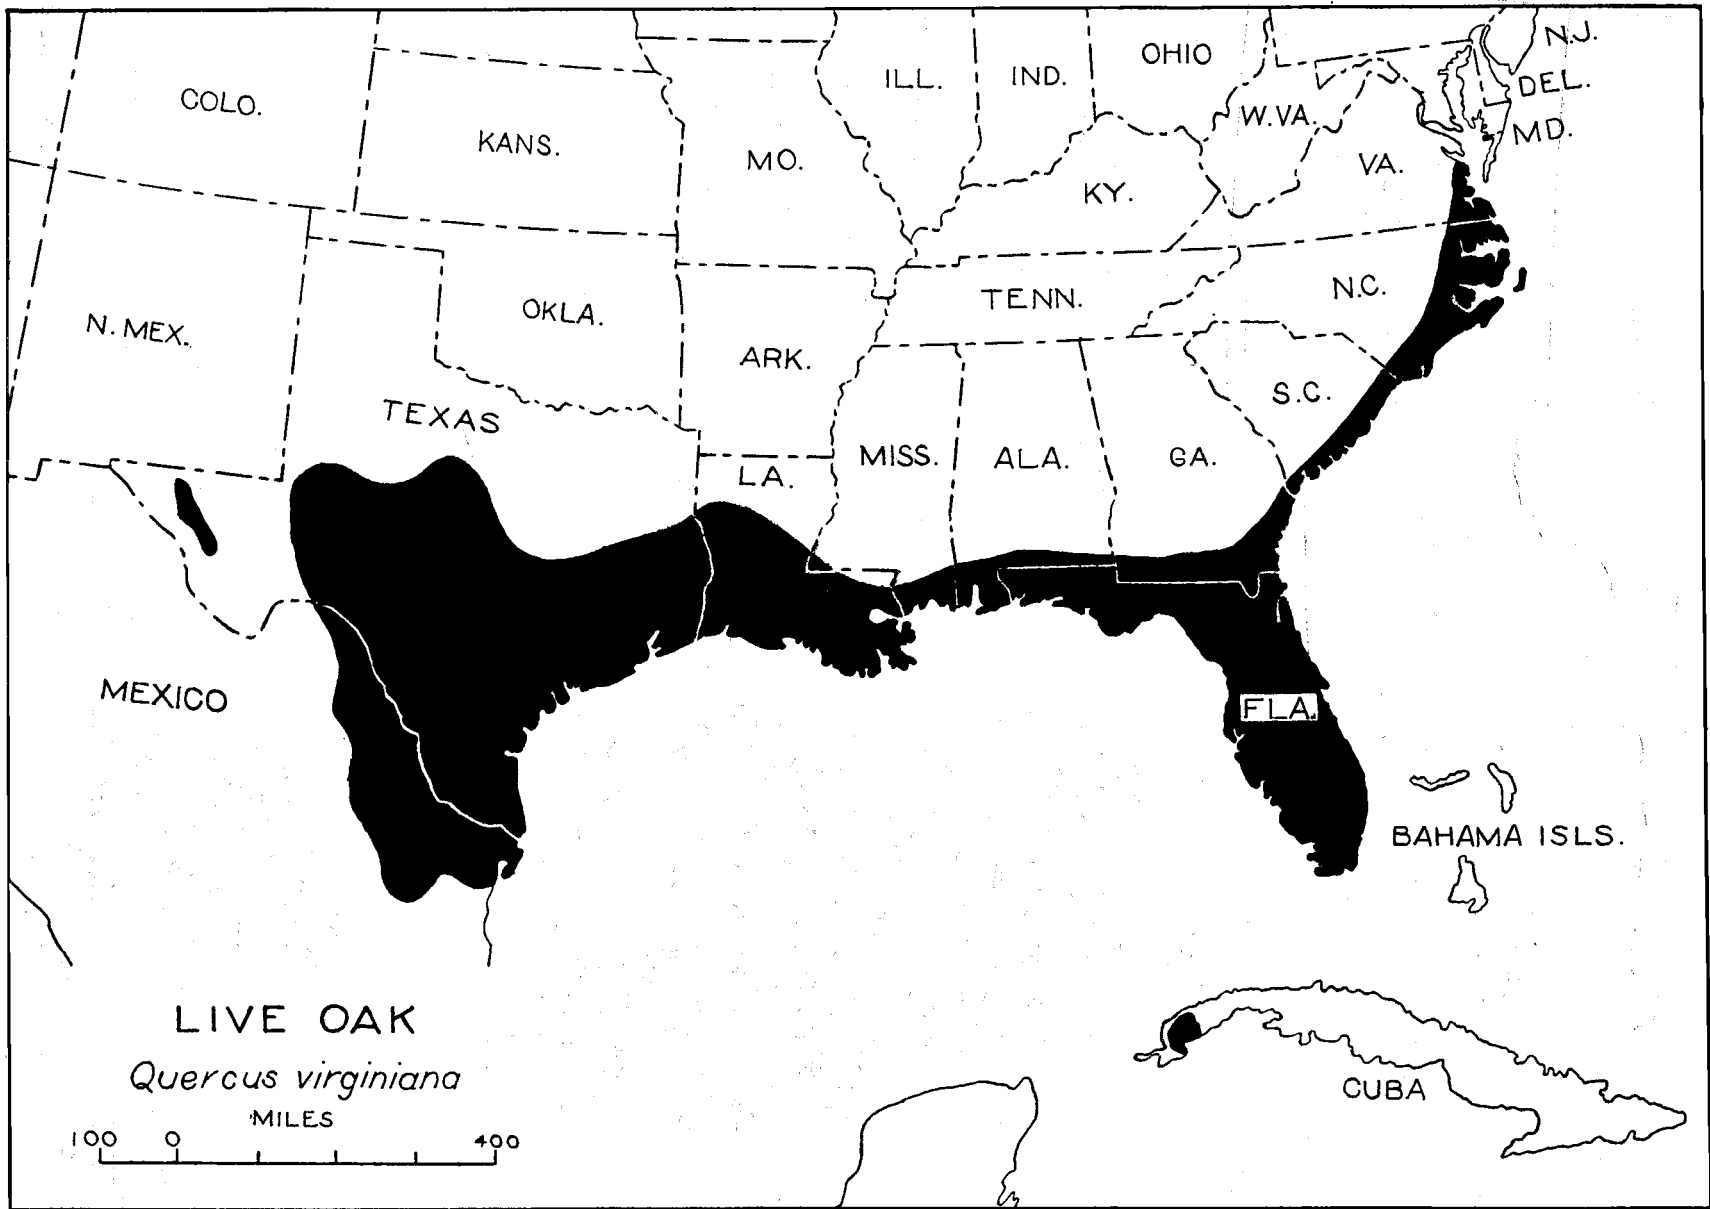 N.J.
OHIO
ILL.
IND.
DEL.
COLO.
W.VA.
MD.
KANS.
MO.
VA.
KY.
N.C.
TENN.
OKLA.
N. MEX.
ARK.
S.C.
TEXAS
MISS.
ALA.
GA.
LA.
MEXICO
FLA.
BAHAMA ISLS.
LIVE OAK
Quercus virginiana
CUBA
MILES
100 0 400